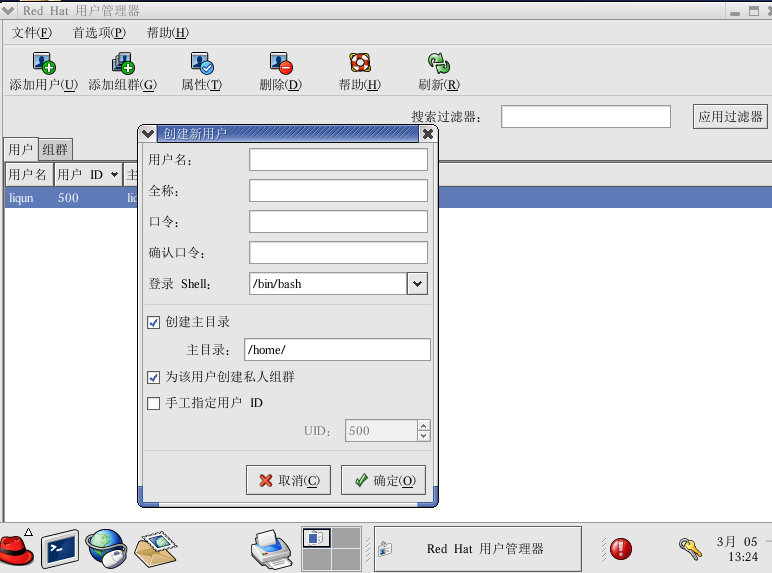 Red Hat 用户管理器
文件(F) 首选项(P) 帮助(H)
添加用户(U) 添加组群(G) 属性(T) 删除(D) 帮助(H) 刷新(R)
搜索过滤器: 应用过滤器
用户 组群
用户名 用户 ID 主
liqun 500
创建新用户
用户名:
全称:
口令:
确认口令:
登录 Shell: /bin/bash
创建主目录
主目录: /home/
为该用户创建私人组群
手工指定用户 ID
UID: 500
取消(C) 确定(O)
Red Hat 用户管理器
3月 05
13:24